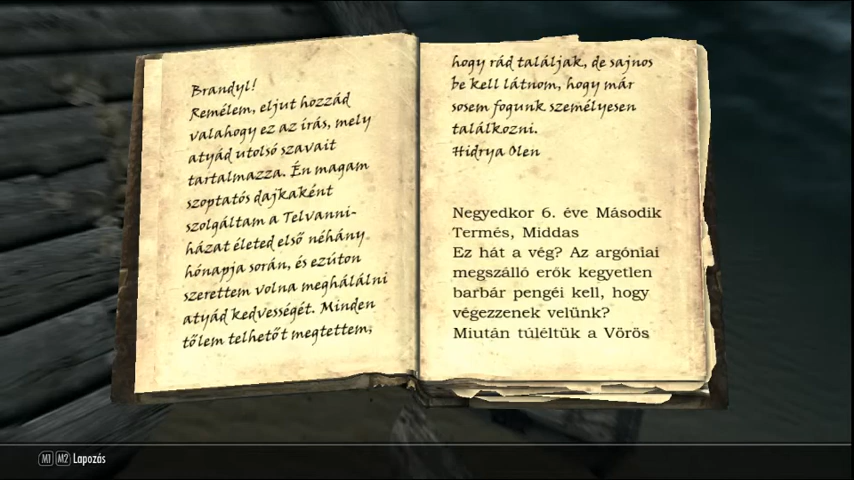 Brandyl!
Remélem, eljut hozzád
valahogy ez az írás, mely
atyád utolsó szavait
tartalmazza. Én magam
szoptatós dajkaként
szolgáltam a Telvanni-
házat életed első néhány
hónapja során, és ezúton
szerettem volna meghálálni
atyád kedvességét. Minden
tőlem telhetőt megtettem,
hogy rád találjak, de sajnos
be kell látnom, hogy már
sosem fogunk személyesen
találkozni.
Hidrya Olen
Negyedkor 6. éve Második
Termés, Middas
Ez hát a vég? Az argóniai
megszálló erők kegyetlen
barbár pengéi kell, hogy
végezzenek velünk?
Miután túléltük a Vörös
M1 M2 Lapozás